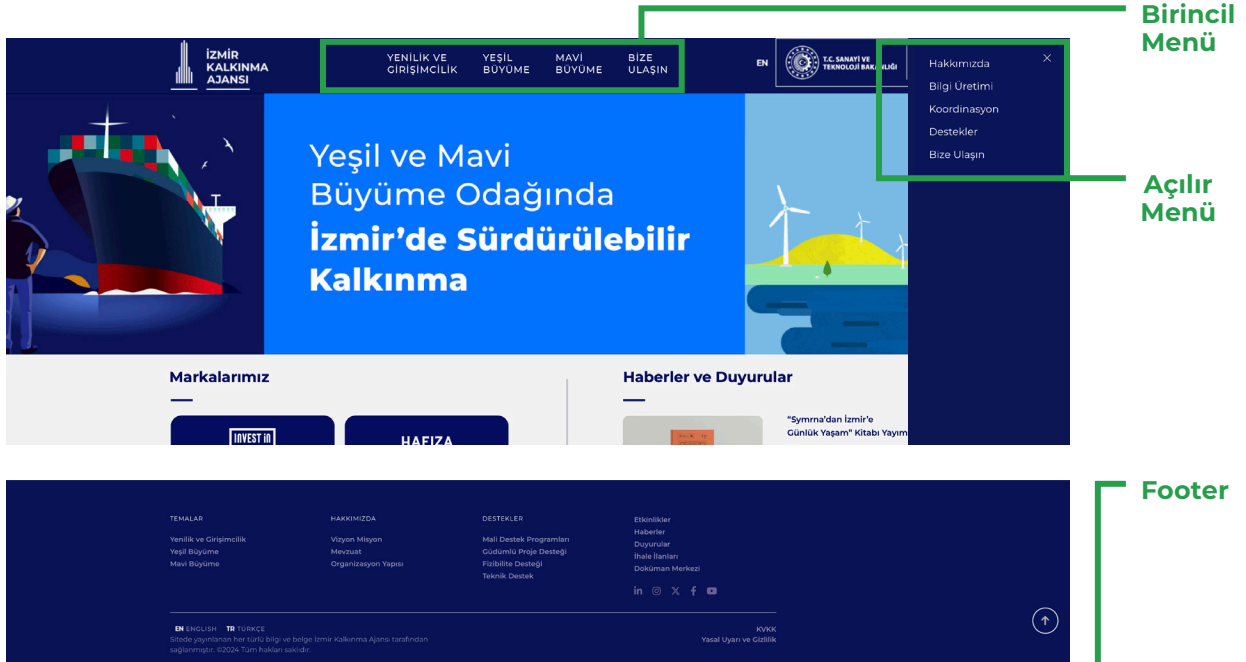 Birincil
Menü
İZMİR
KALKINMA
AJANSI
YENİLİK VE
GİRİŞİMCİLİK
YEŞİL
BÜYÜME
MAVİ
BÜYÜME
BİZE
ULAŞIN
EN
T.C. SANAYİ VE
TEKNOLOJİ BAKANLIĞI
Hakkımızda
Bilgi Üretimi
Koordinasyon
Destekler
Bize Ulaşın
Açılır
Menü
Yeşil ve Mavi
Büyüme Odağında
İzmir’de Sürdürülebilir
Kalkınma
Markalarımız
Haberler ve Duyurular
INVEST in
HAFIZA
“Symrna’dan İzmir’e
Günlük Yaşam” Kitabı Yayım
Footer
TEMALAR
Yenilik ve Girişimcilik
Yeşil Büyüme
Mavi Büyüme
HAKKIMIZDA
Vizyon Misyon
Mevzuat
Organizasyon Yapısı
DESTEKLER
Mali Destek Programları
Güdümlü Proje Desteği
Fizibilite Desteği
Teknik Destek
Etkinlikler
Haberler
Duyurular
İhale İlanları
Doküman Merkezi
EN ENGLISH TR TÜRKÇE
Sitede yayınlanan her türlü bilgi ve belge İzmir Kalkınma Ajansı tarafından
sağlanmıştır. ©2024 Tüm hakları saklıdır.
KVKK
Yasal Uyarı ve Gizlilik